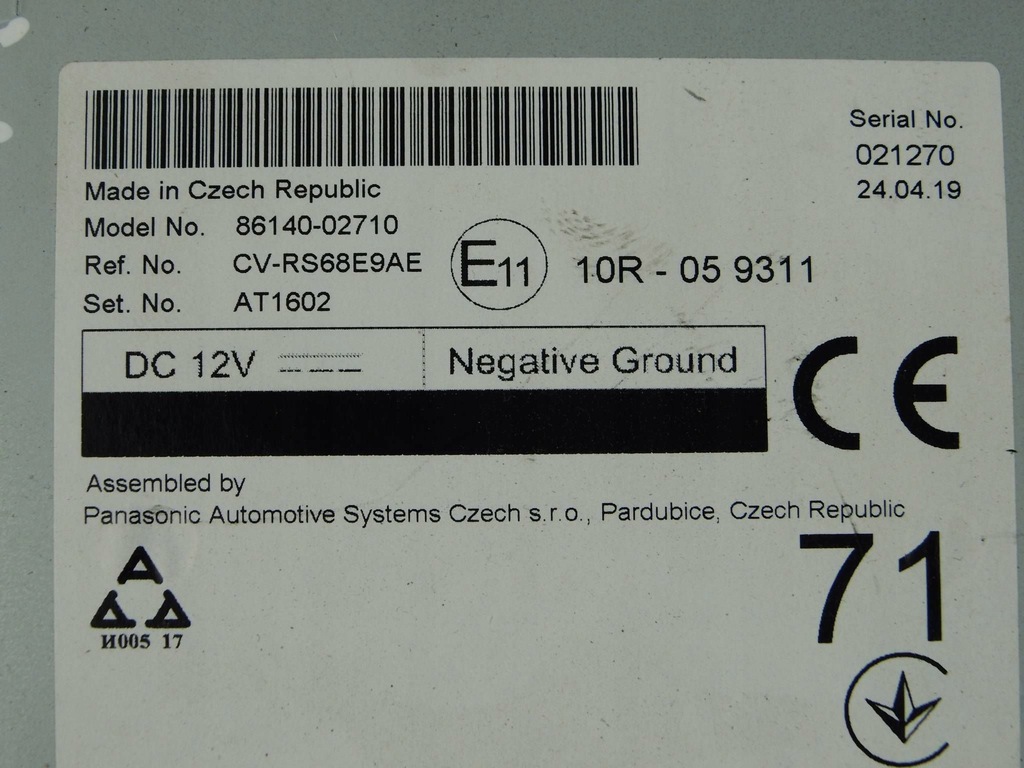 Serial No.
021270
24.04.19
Made in Czech Republic
Model No. 86140-02710
Ref. No. CV-RS68E9AE
Set. No. AT1602
E11 10R - 05 9311
DC 12V
Negative Ground
CE
Assembled by
Panasonic Automotive Systems Czech s.r.o., Pardubice, Czech Republic
71
И005 17